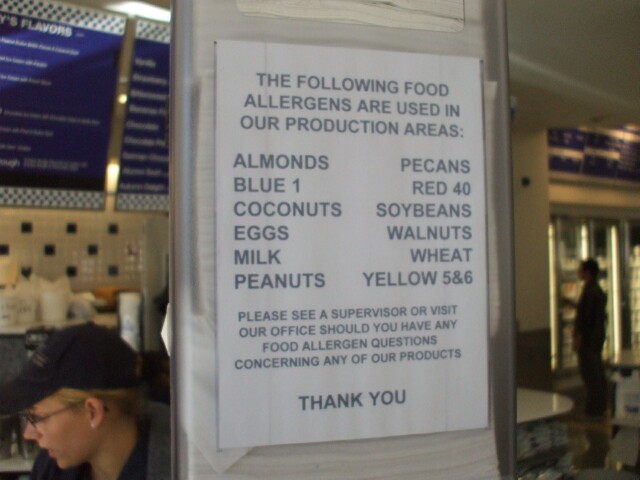 Y'S FLAVORS
THE FOLLOWING FOOD
ALLERGENS ARE USED IN
OUR PRODUCTION AREAS:
ALMONDS PECANS
BLUE 1 RED 40
COCONUTS SOYBEANS
EGGS WALNUTS
MILK WHEAT
PEANUTS YELLOW 5&6
PLEASE SEE A SUPERVISOR OR VISIT
OUR OFFICE SHOULD YOU HAVE ANY
FOOD ALLERGEN QUESTIONS
CONCERNING ANY OF OUR PRODUCTS
THANK YOU